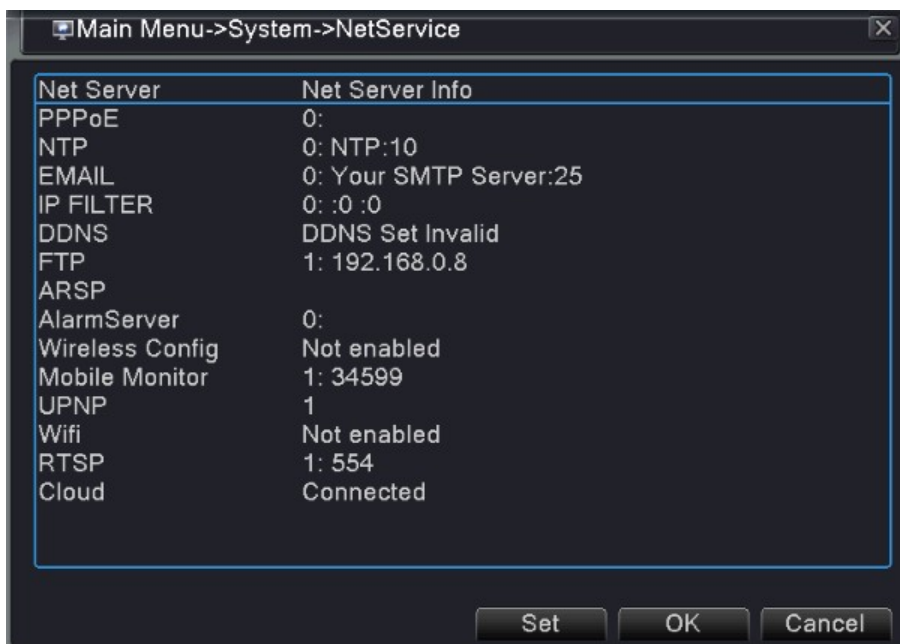 Main Menu->System->NetService
Net Server Net Server Info
PPPoE 0:
NTP 0: NTP:10
EMAIL 0: Your SMTP Server:25
IP FILTER 0: :0 :0
DDNS DDNS Set Invalid
FTP 1: 192.168.0.8
ARSP
AlarmServer 0:
Wireless Config Not enabled
Mobile Monitor 1: 34599
UPNP 1
Wifi Not enabled
RTSP 1: 554
Cloud Connected
Set OK Cancel